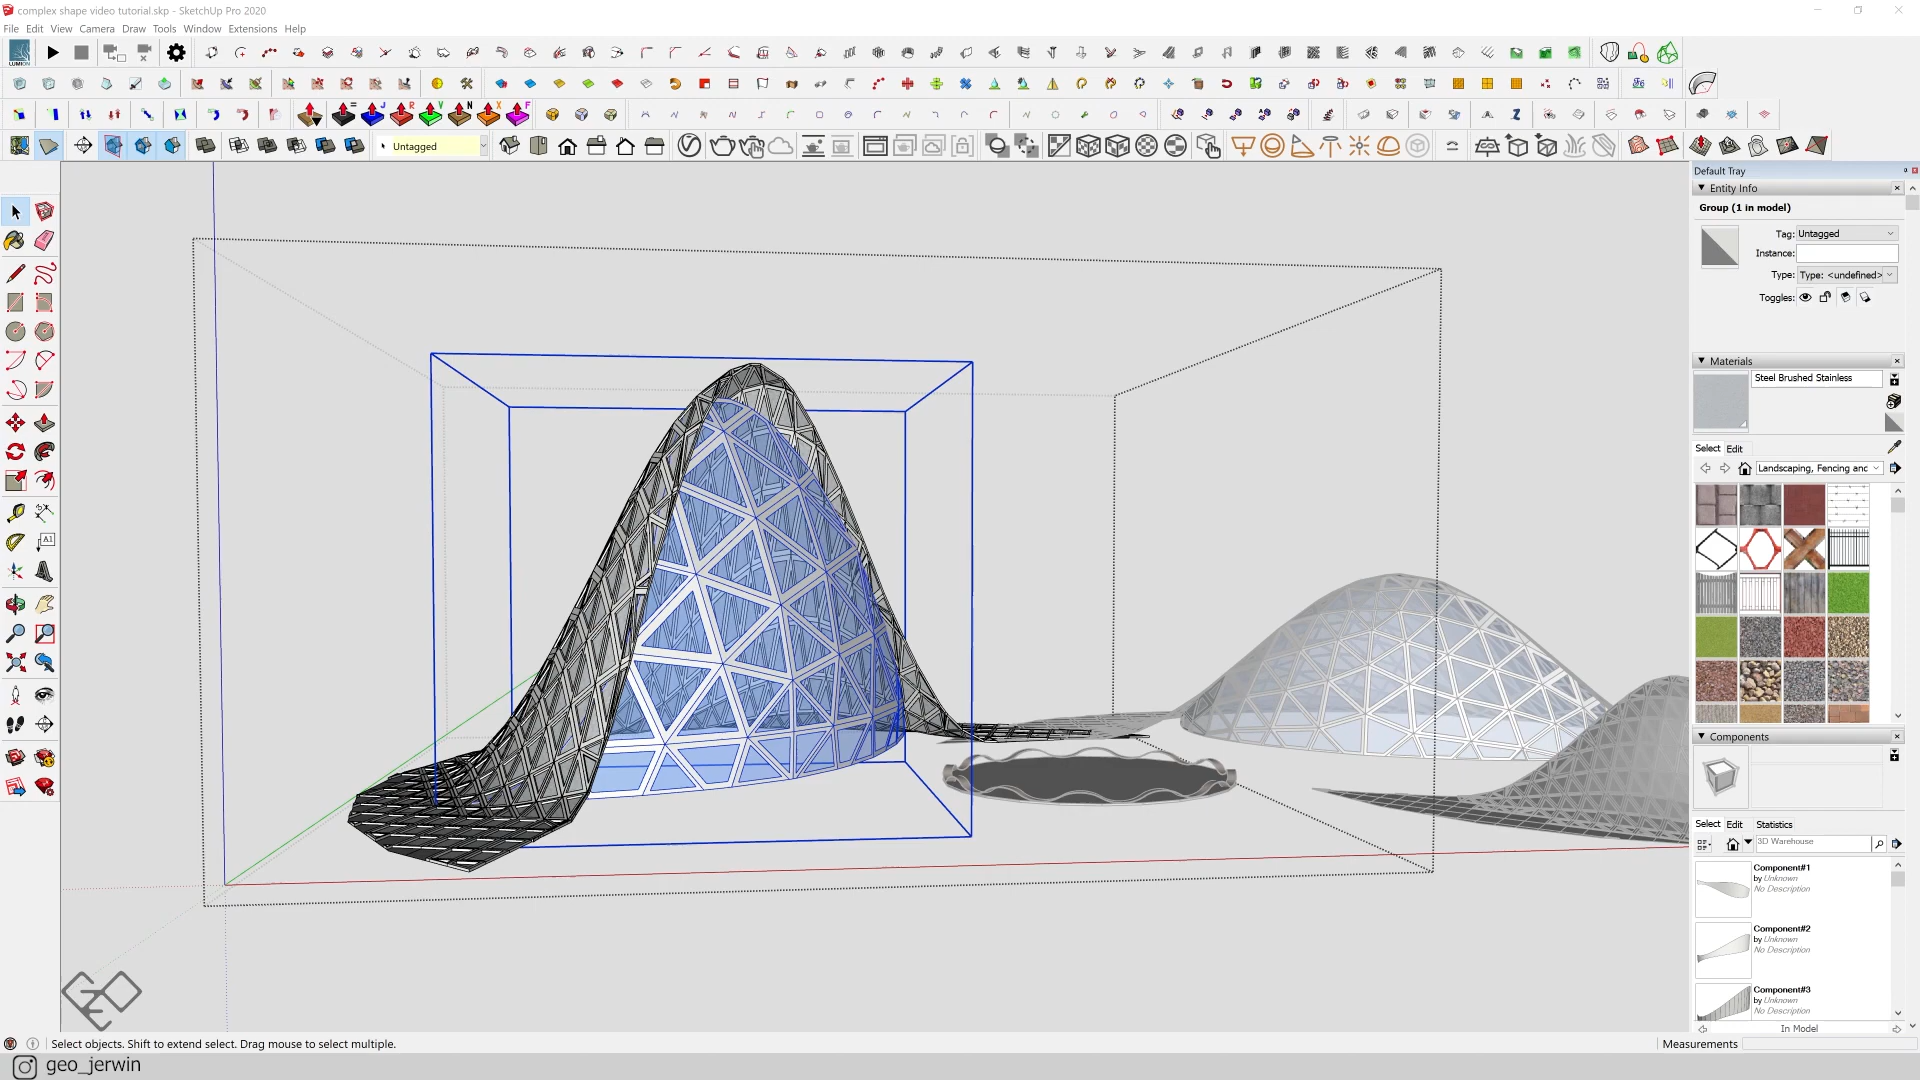 complex shape video tutorial.skp - SketchUp Pro 2020
File Edit View Camera Draw Tools Window Extensions Help
LUMION
= J R V N X F
Untagged
Default Tray
Entity Info
Group (1 in model)
Tag: Untagged
Instance:
Type: Type: <undefined>
Toggles:
Materials
Steel Brushed Stainless
Select Edit
Landscaping, Fencing and
Components
Select Edit Statistics
3D Warehouse
Component#1
by Unknown
No Description
Component#2
by Unknown
No Description
Component#3
by Unknown
No Description
In Model
A1
Select objects. Shift to extend select. Drag mouse to select multiple.
Measurements
geo_jerwin